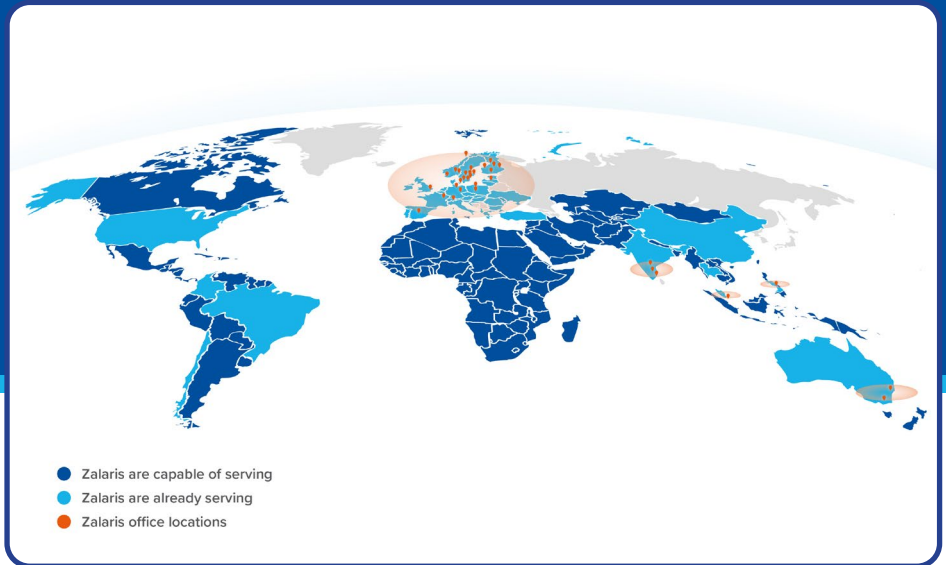 Zalaris are capable of serving
Zalaris are already serving
Zalaris office locations